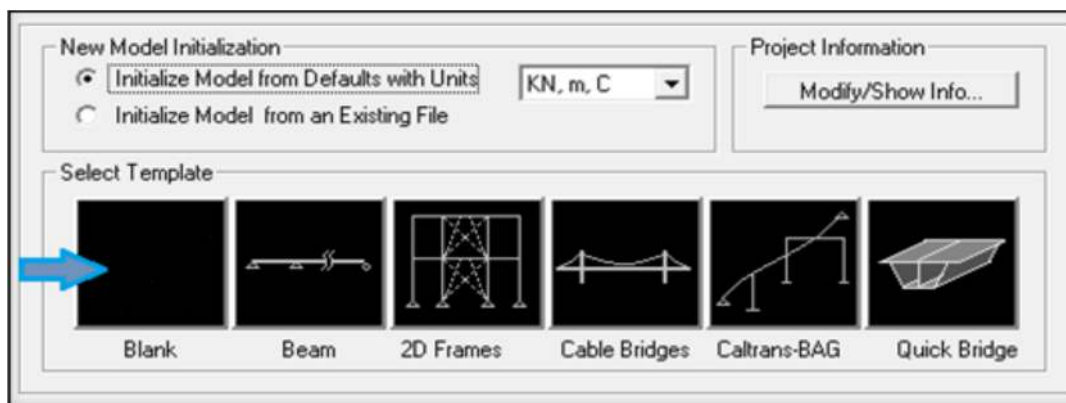 New Model Initialization
Initialize Model from Defaults with Units
KN, m, C
Initialize Model from an Existing File
Project Information
Modify/Show Info...
Select Template
Blank
Beam
2D Frames
Cable Bridges
Caltrans-BAG
Quick Bridge